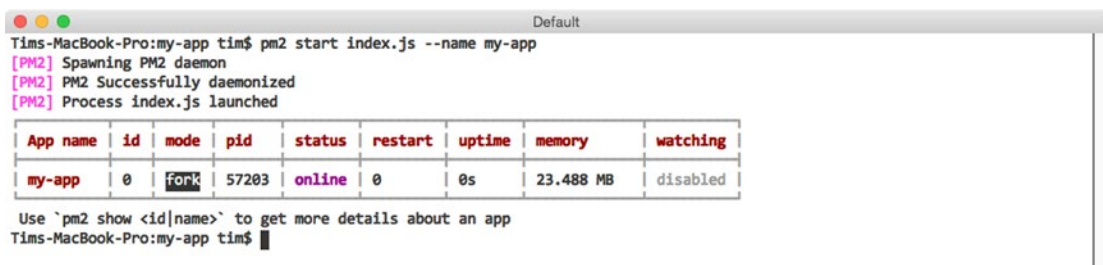 Default
Tims-MacBook-Pro:my-app tim$ pm2 start index.js --name my-app
[PM2] Spawning PM2 daemon
[PM2] PM2 Successfully daemonized
[PM2] Process index.js launched
App name | id | mode | pid | status | restart | uptime | memory | watching
my-app | 0 | fork | 57203 | online | 0 | 0s | 23.488 MB | disabled
Use `pm2 show <id|name>` to get more details about an app
Tims-MacBook-Pro:my-app tim$